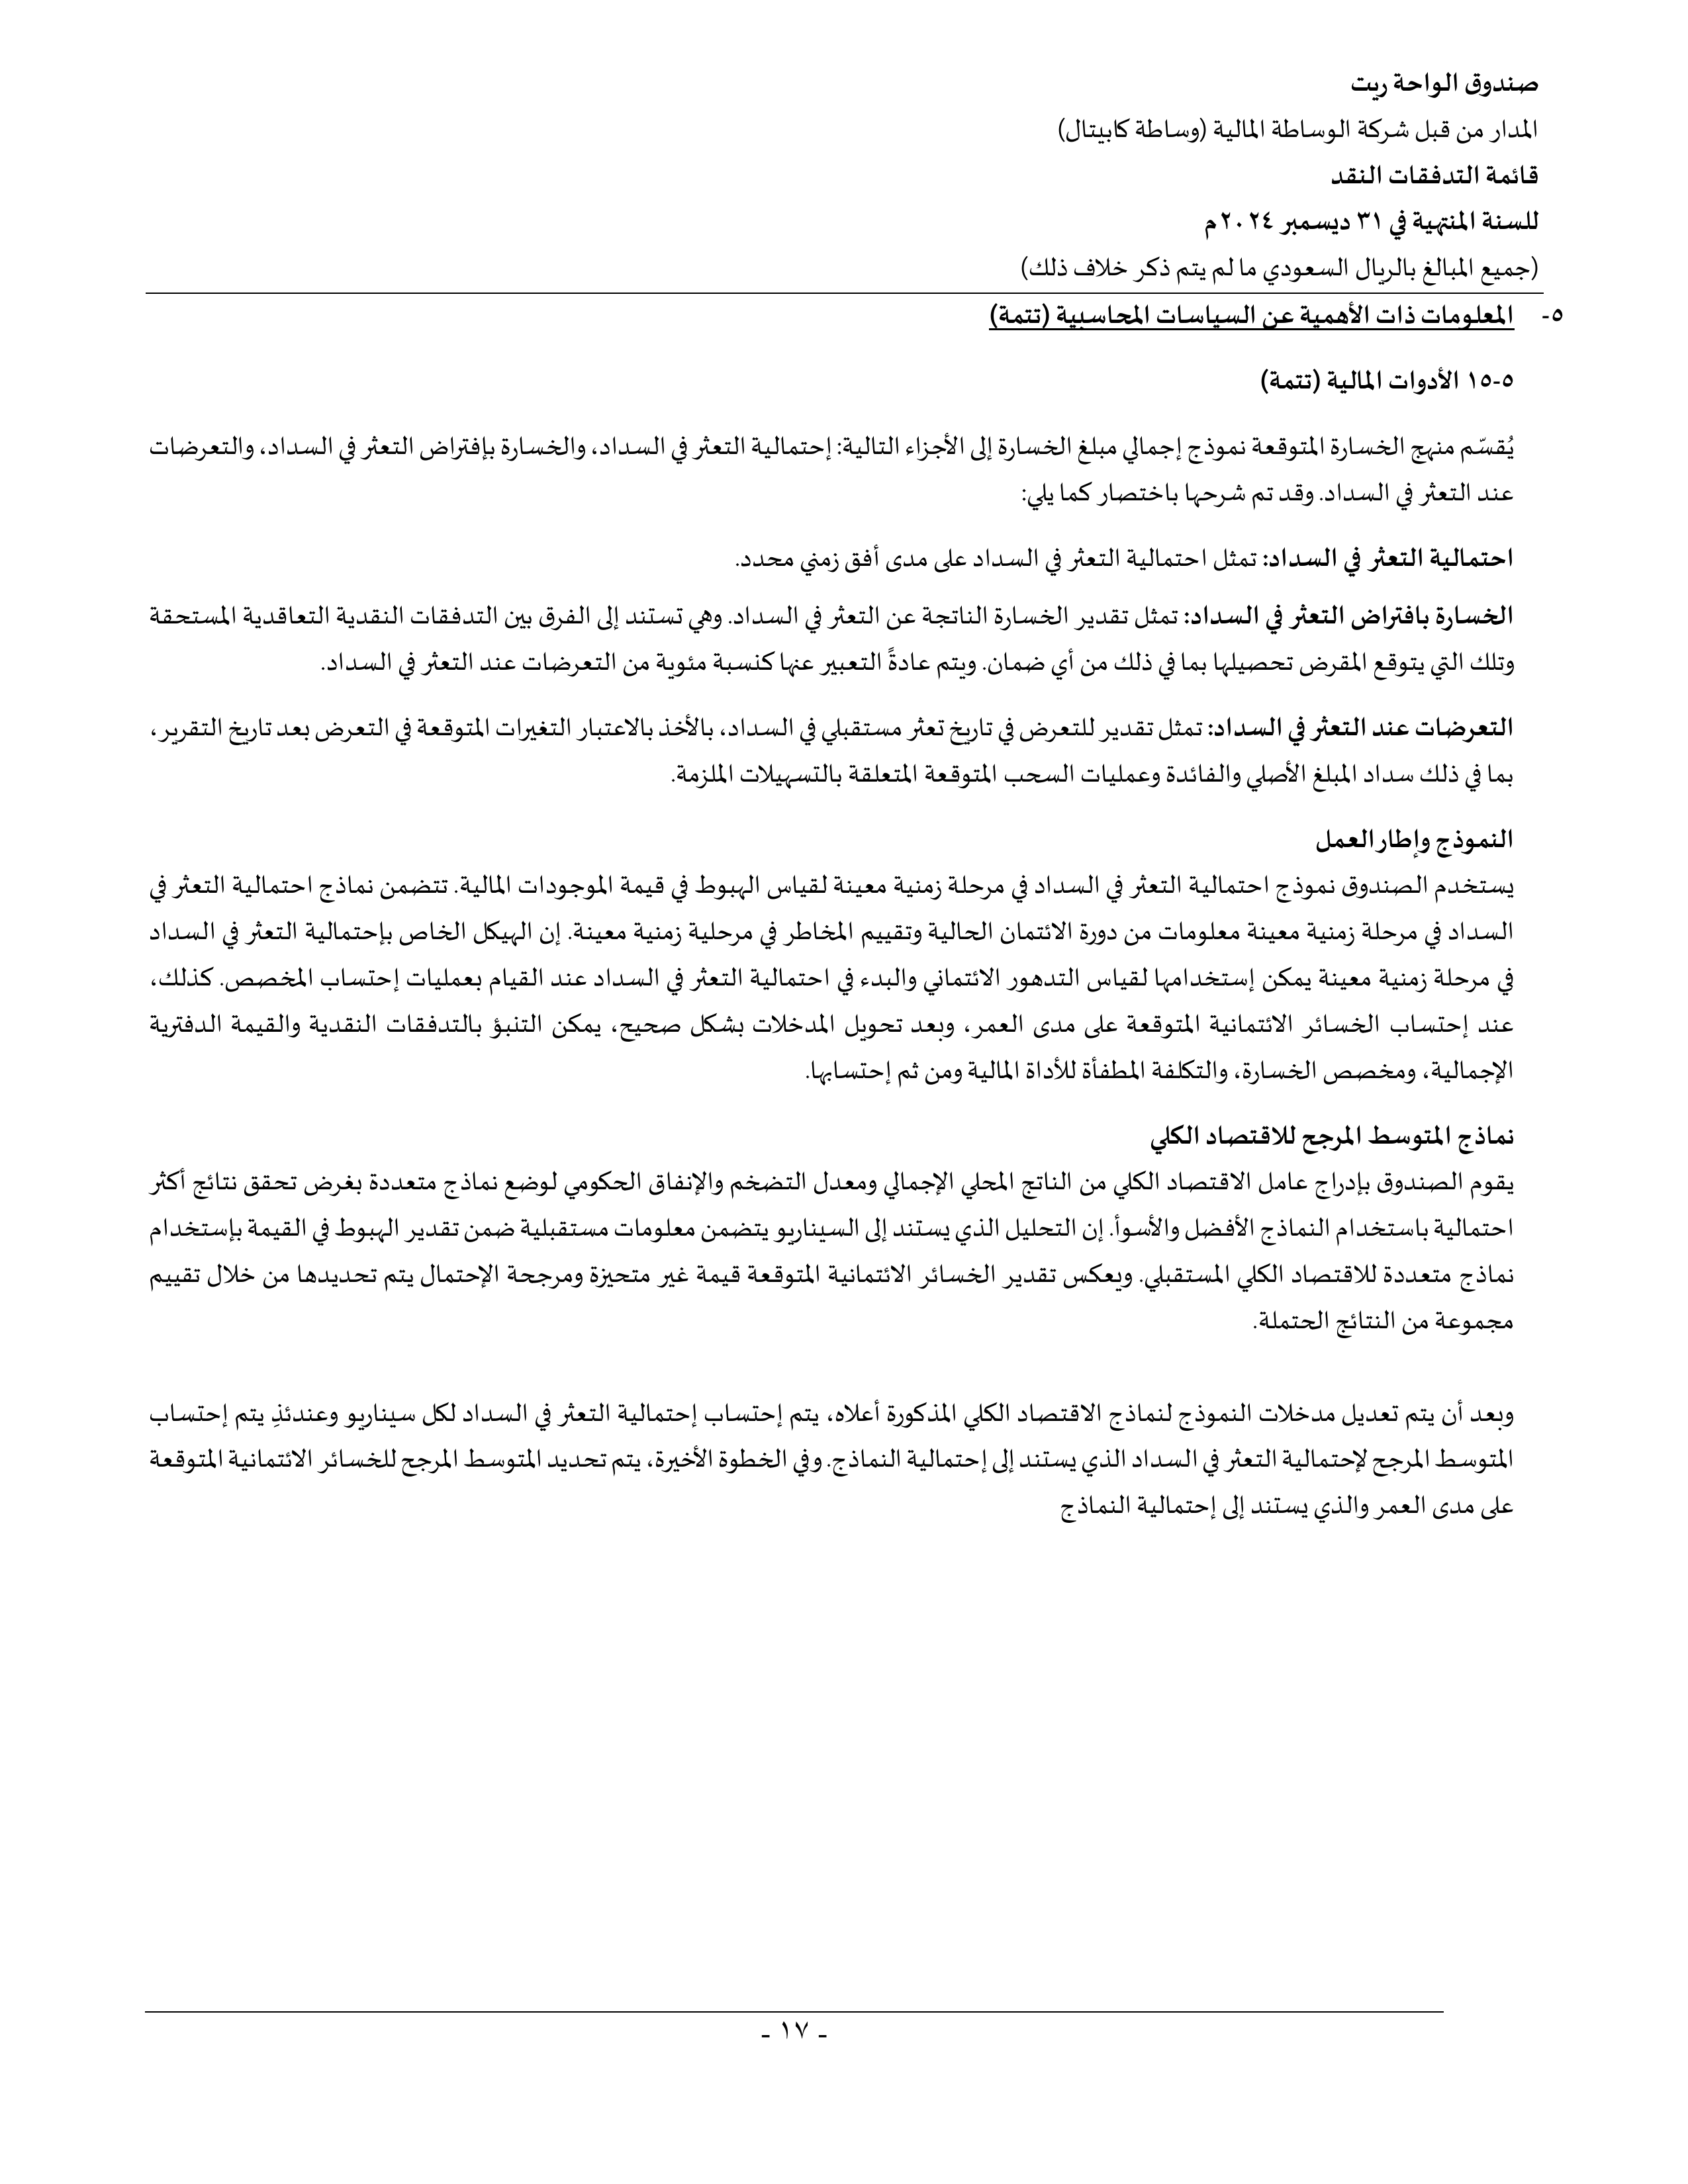 صندوق الواحة ريت
المدار من قبل شركة الوساطة المالية (وساطة كابيتال)
قائمة التدفقات النقد
للسنة المنتهية في ٣١ ديسمبر ٢٠٢٤م
(جميع المبالغ بالريال السعودي ما لم يتم ذكر خلاف ذلك)
٥- المعلومات ذات الأهمية عن السياسات المحاسبية (تتمة)
٥-١٥ الأدوات المالية (تتمة)
يُقسّم منهج الخسارة المتوقعة نموذج إجمالي مبلغ الخسارة إلى الأجزاء التالية: إحتمالية التعثر في السداد، والخسارة بإفتراض التعثر في السداد، والتعرضات
عند التعثر في السداد. وقد تم شرحها باختصار كما يلي:
احتمالية التعثر في السداد: تمثل احتمالية التعثر في السداد على مدى أفق زمني محدد.
الخسارة بافتراض التعثر في السداد: تمثل تقدير الخسارة الناتجة عن التعثر في السداد. وهي تستند إلى الفرق بين التدفقات النقدية التعاقدية المستحقة
وتلك التي يتوقع المقرض تحصيلها بما في ذلك من أي ضمان. ويتم عادةً التعبير عنها كنسبة مئوية من التعرضات عند التعثر في السداد.
التعرضات عند التعثر في السداد: تمثل تقدير للتعرض في تاريخ تعثر مستقبلي في السداد، بالأخذ بالاعتبار التغيرات المتوقعة في التعرض بعد تاريخ التقرير،
بما في ذلك سداد المبلغ الأصلي والفائدة وعمليات السحب المتوقعة المتعلقة بالتسهيلات الملزمة.
النموذج وإطار العمل
يستخدم الصندوق نموذج احتمالية التعثر في السداد في مرحلة زمنية معينة لقياس الهبوط في قيمة الموجودات المالية. تتضمن نماذج احتمالية التعثر في
السداد في مرحلة زمنية معينة معلومات من دورة الائتمان الحالية وتقييم المخاطر في مرحلية زمنية معينة. إن الهيكل الخاص بإحتمالية التعثر في السداد
في مرحلة زمنية معينة يمكن إستخدامها لقياس التدهور الائتماني والبدء في احتمالية التعثر في السداد عند القيام بعمليات إحتساب المخصص. كذلك،
عند إحتساب الخسائر الائتمانية المتوقعة على مدى العمر، وبعد تحويل المدخلات بشكل صحيح، يمكن التنبؤ بالتدفقات النقدية والقيمة الدفترية
الإجمالية، ومخصص الخسارة، والتكلفة المطفأة للأداة المالية ومن ثم إحتسابها.
نماذج المتوسط المرجح للاقتصاد الكلي
يقوم الصندوق بإدراج عامل الاقتصاد الكلي من الناتج المحلي الإجمالي ومعدل التضخم والإنفاق الحكومي لوضع نماذج متعددة بغرض تحقق نتائج أكثر
احتمالية باستخدام النماذج الأفضل والأسوأ. إن التحليل الذي يستند إلى السيناريو يتضمن معلومات مستقبلية ضمن تقدير الهبوط في القيمة بإستخدام
نماذج متعددة للاقتصاد الكلي المستقبلي. ويعكس تقدير الخسائر الائتمانية المتوقعة قيمة غير متحيزة ومرجحة الإحتمال يتم تحديدها من خلال تقييم
مجموعة من النتائج الحتملة.
وبعد أن يتم تعديل مدخلات النموذج لنماذج الاقتصاد الكلي المذكورة أعلاه، يتم إحتساب إحتمالية التعثر في السداد لكل سيناريو وعندئذِ يتم إحتساب
المتوسط المرجح لإحتمالية التعثر في السداد الذي يستند إلى إحتمالية النماذج. وفي الخطوة الأخيرة، يتم تحديد المتوسط المرجح للخسائر الائتمانية المتوقعة
على مدى العمر والذي يستند إلى إحتمالية النماذج
- ١٧ -